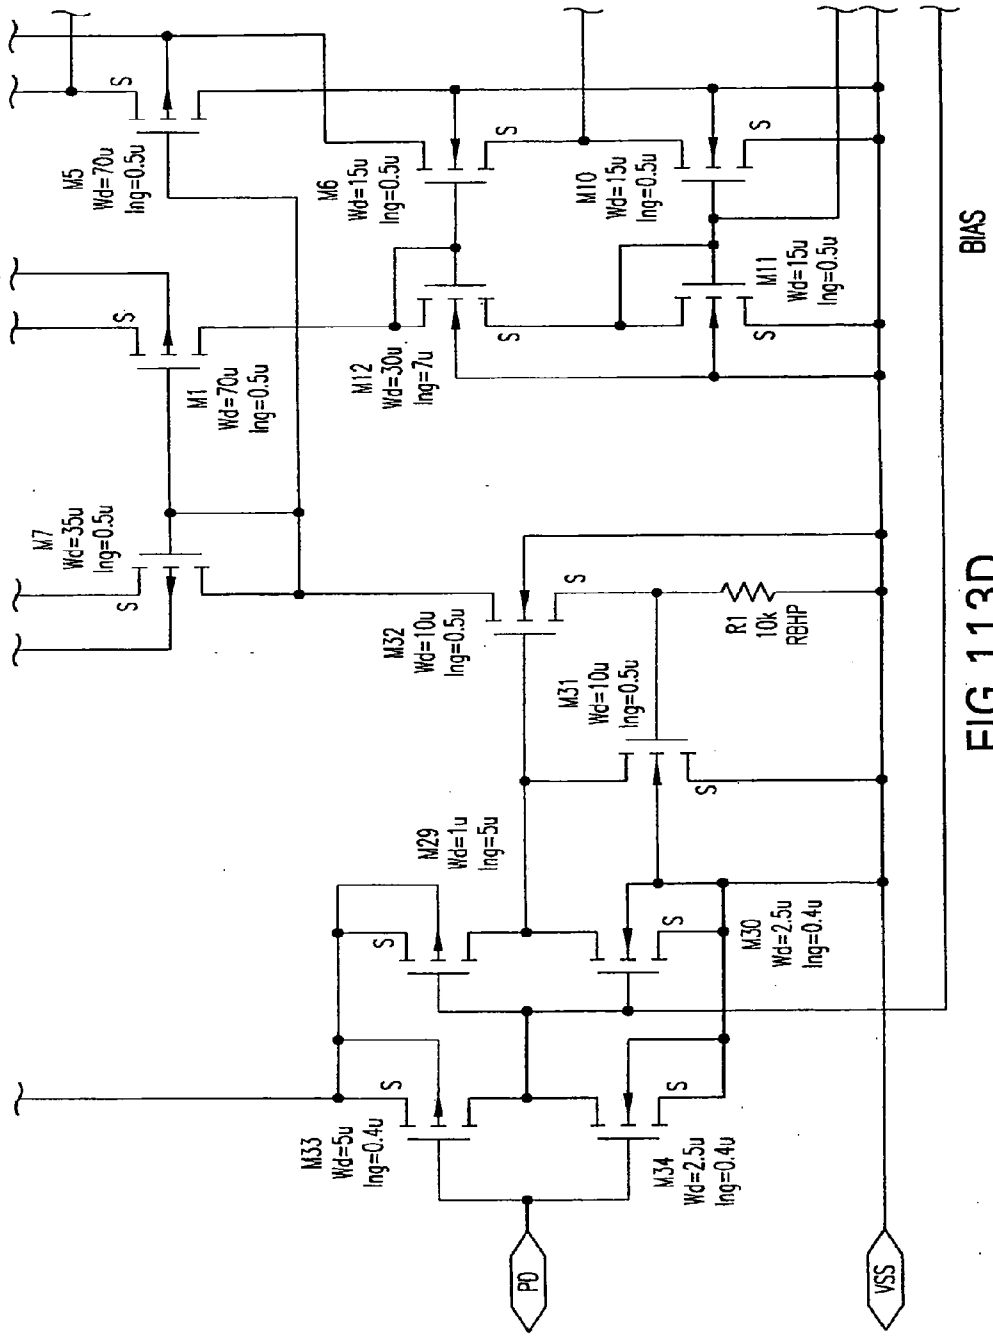 M7
Wd=35u
lng=0.5u
S
M5
Wd=70u
lng=0.5u
S
M1
Wd=70u
lng=0.5u
S
M33
Wd=5u
lng=0.4u
S
M29
Wd=1u
lng=5u
S
M32
Wd=10u
lng=0.5u
S
M12
Wd=30u
lng=7u
S
M6
Wd=15u
lng=0.5u
S
PD
M34
Wd=2.5u
lng=0.4u
S
M30
Wd=2.5u
lng=0.4u
S
M31
Wd=10u
lng=0.5u
S
R1
10k
RBHP
M10
Wd=15u
lng=0.5u
S
M11
Wd=15u
lng=0.5u
S
VSS
BIAS
FIG.113D